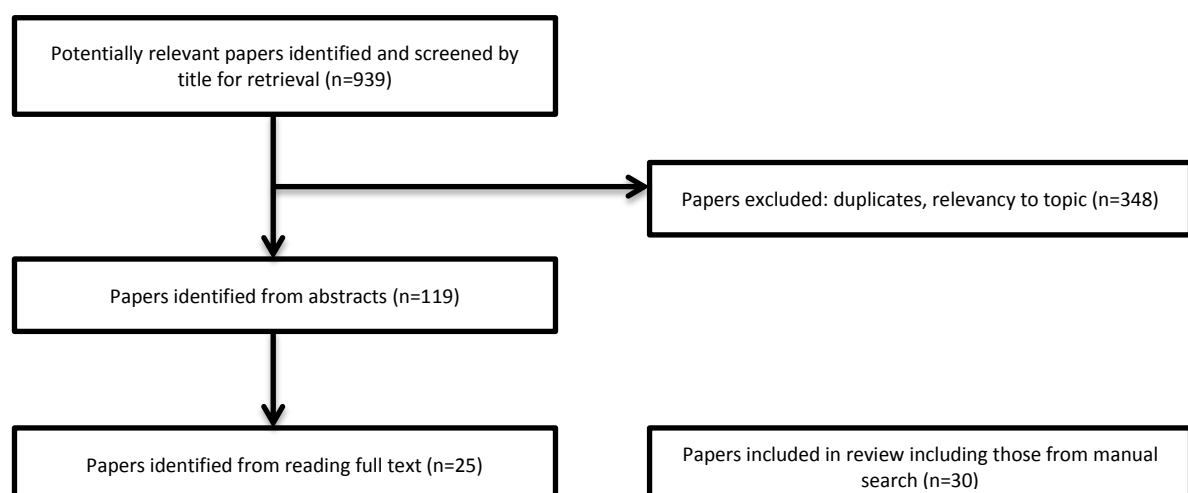 Potentially relevant papers identified and screened by
title for retrieval (n=939)
Papers excluded: duplicates, relevancy to topic (n=348)
Papers identified from abstracts (n=119)
Papers identified from reading full text (n=25)
Papers included in review including those from manual
search (n=30)